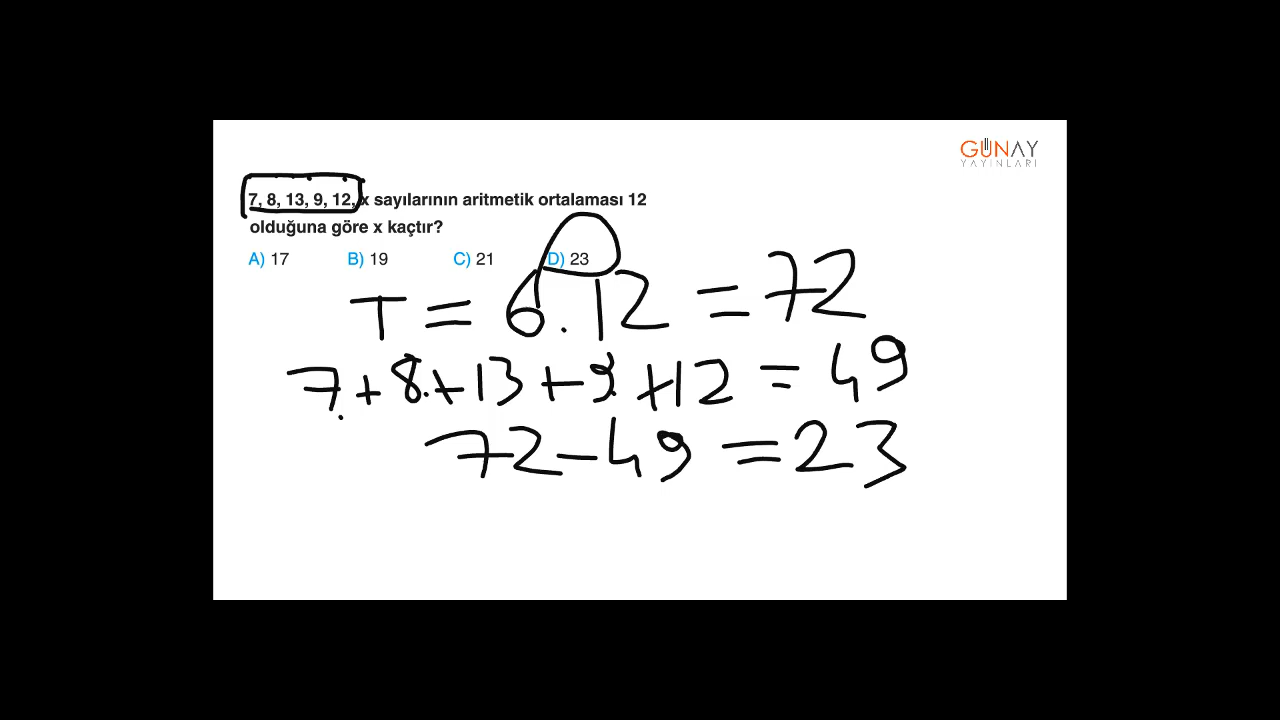 GÜNAY
YAYINLARI
7, 8, 13, 9, 12, x sayılarının aritmetik ortalaması 12
olduğuna göre x kaçtır?
A) 17 B) 19 C) 21 D) 23
T = 6.12 = 72
7+8+13+9+12 = 49
72-49 = 23